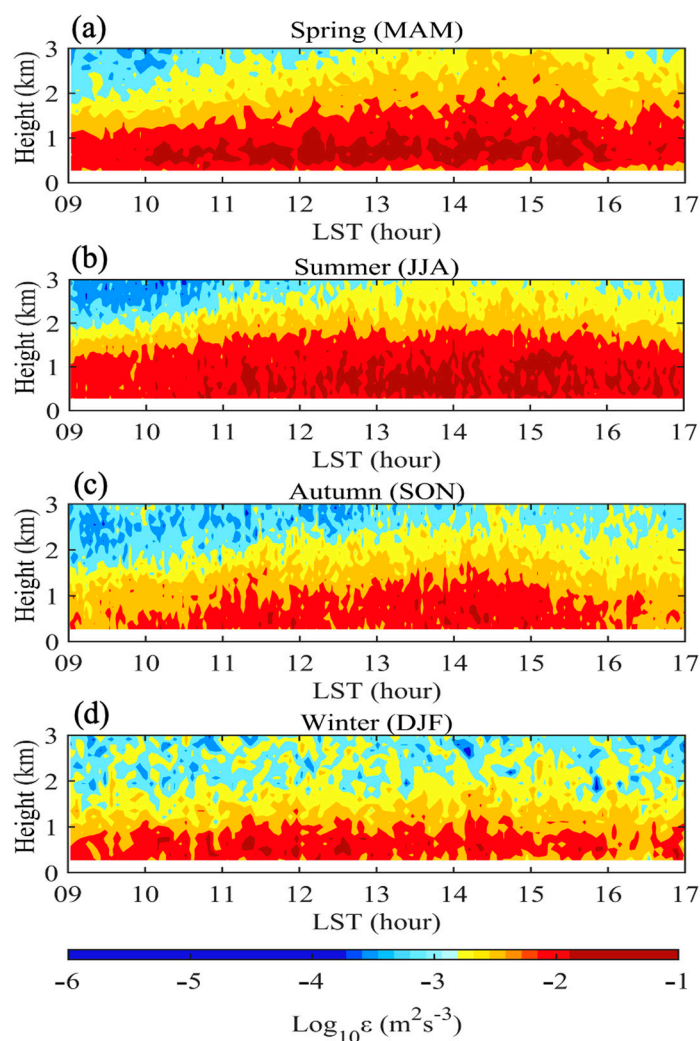 (a)
Spring (MAM)
3
2
1
0
Height (km)
09 10 11 12 13 14 15 16 17
LST (hour)
(b)
Summer (JJA)
3
2
1
0
Height (km)
09 10 11 12 13 14 15 16 17
LST (hour)
(c)
Autumn (SON)
3
2
1
0
Height (km)
09 10 11 12 13 14 15 16 17
LST (hour)
(d)
Winter (DJF)
3
2
1
0
Height (km)
09 10 11 12 13 14 15 16 17
LST (hour)
-6 -5 -4 -3 -2 -1
Log₁₀ε (m²s⁻³)